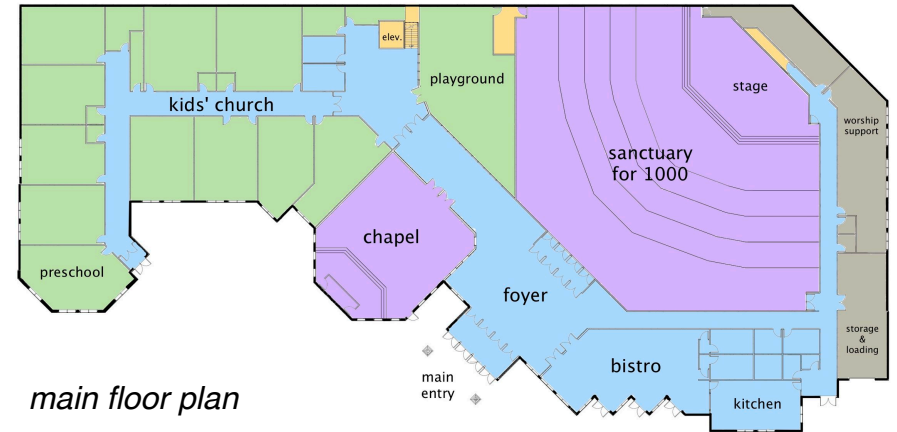 elev.
playground
stage
kids' church
worship
support
sanctuary
for 1000
chapel
preschool
foyer
storage
&
loading
bistro
main
entry
kitchen
main floor plan